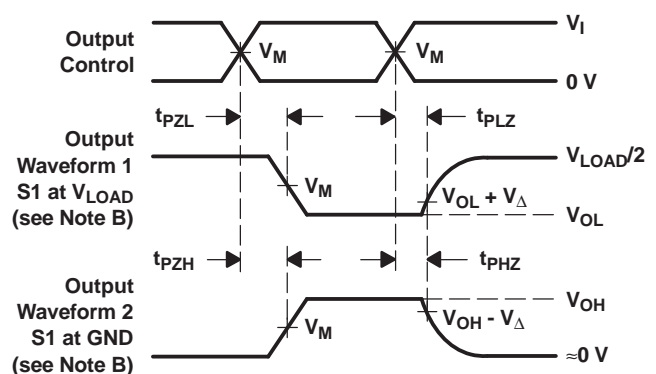 Output
Control
V_M
V_M
V_I
0 V
t_PZL
t_PLZ
Output
Waveform 1
S1 at V_LOAD
(see Note B)
V_M
V_LOAD/2
V_OL + V_Δ
V_OL
t_PZH
t_PHZ
Output
Waveform 2
S1 at GND
(see Note B)
V_M
V_OH
V_OH - V_Δ
≈0 V